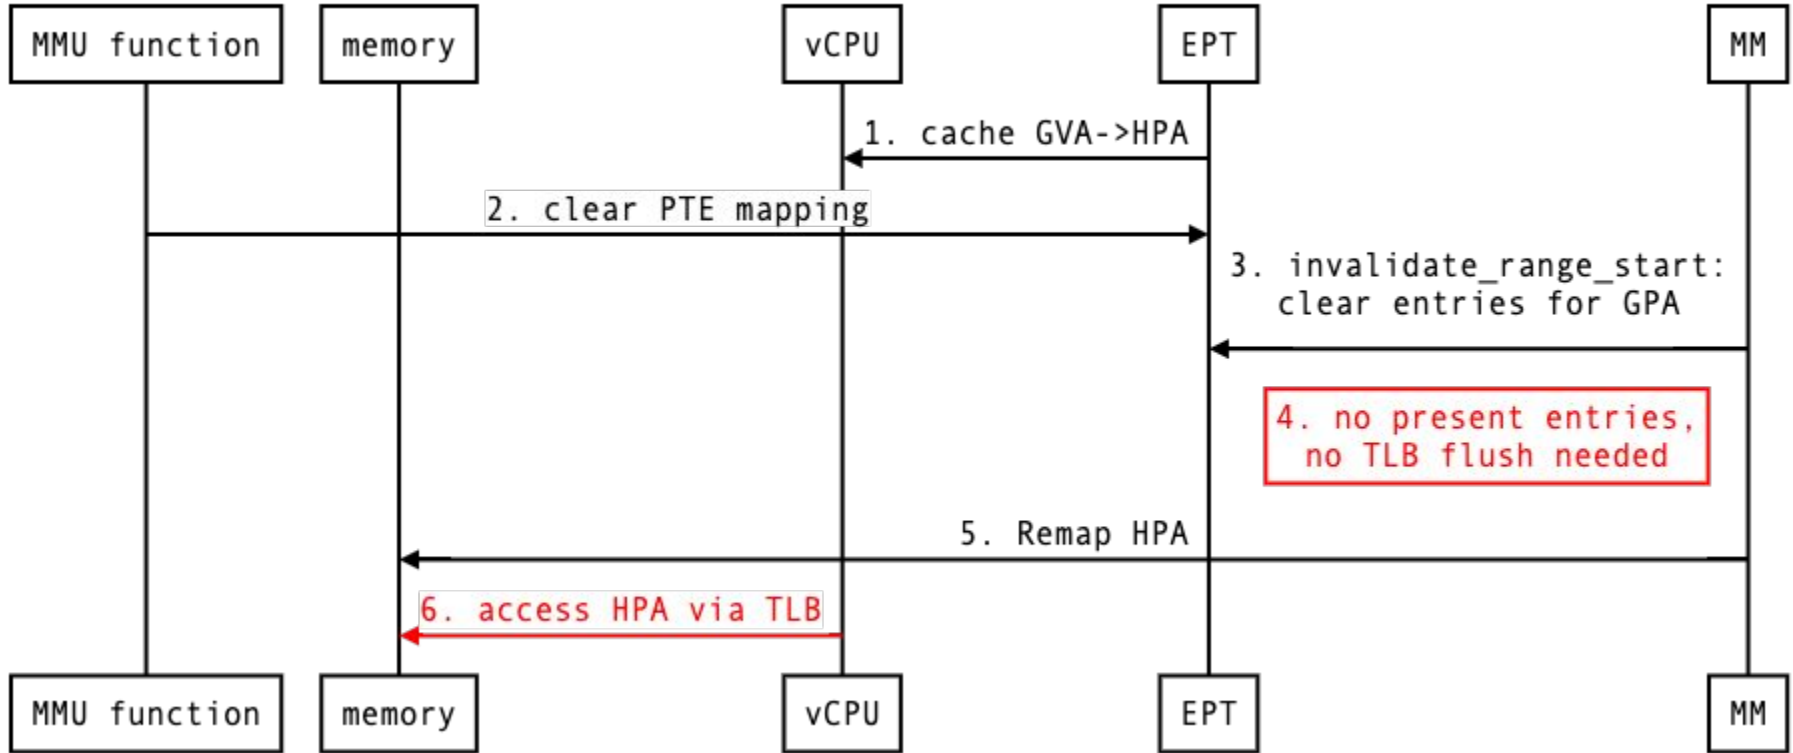 MMU function
memory
vCPU
EPT
MM
1. cache GVA->HPA
2. clear PTE mapping
3. invalidate_range_start:
clear entries for GPA
4. no present entries,
no TLB flush needed
5. Remap HPA
6. access HPA via TLB
MMU function
memory
vCPU
EPT
MM